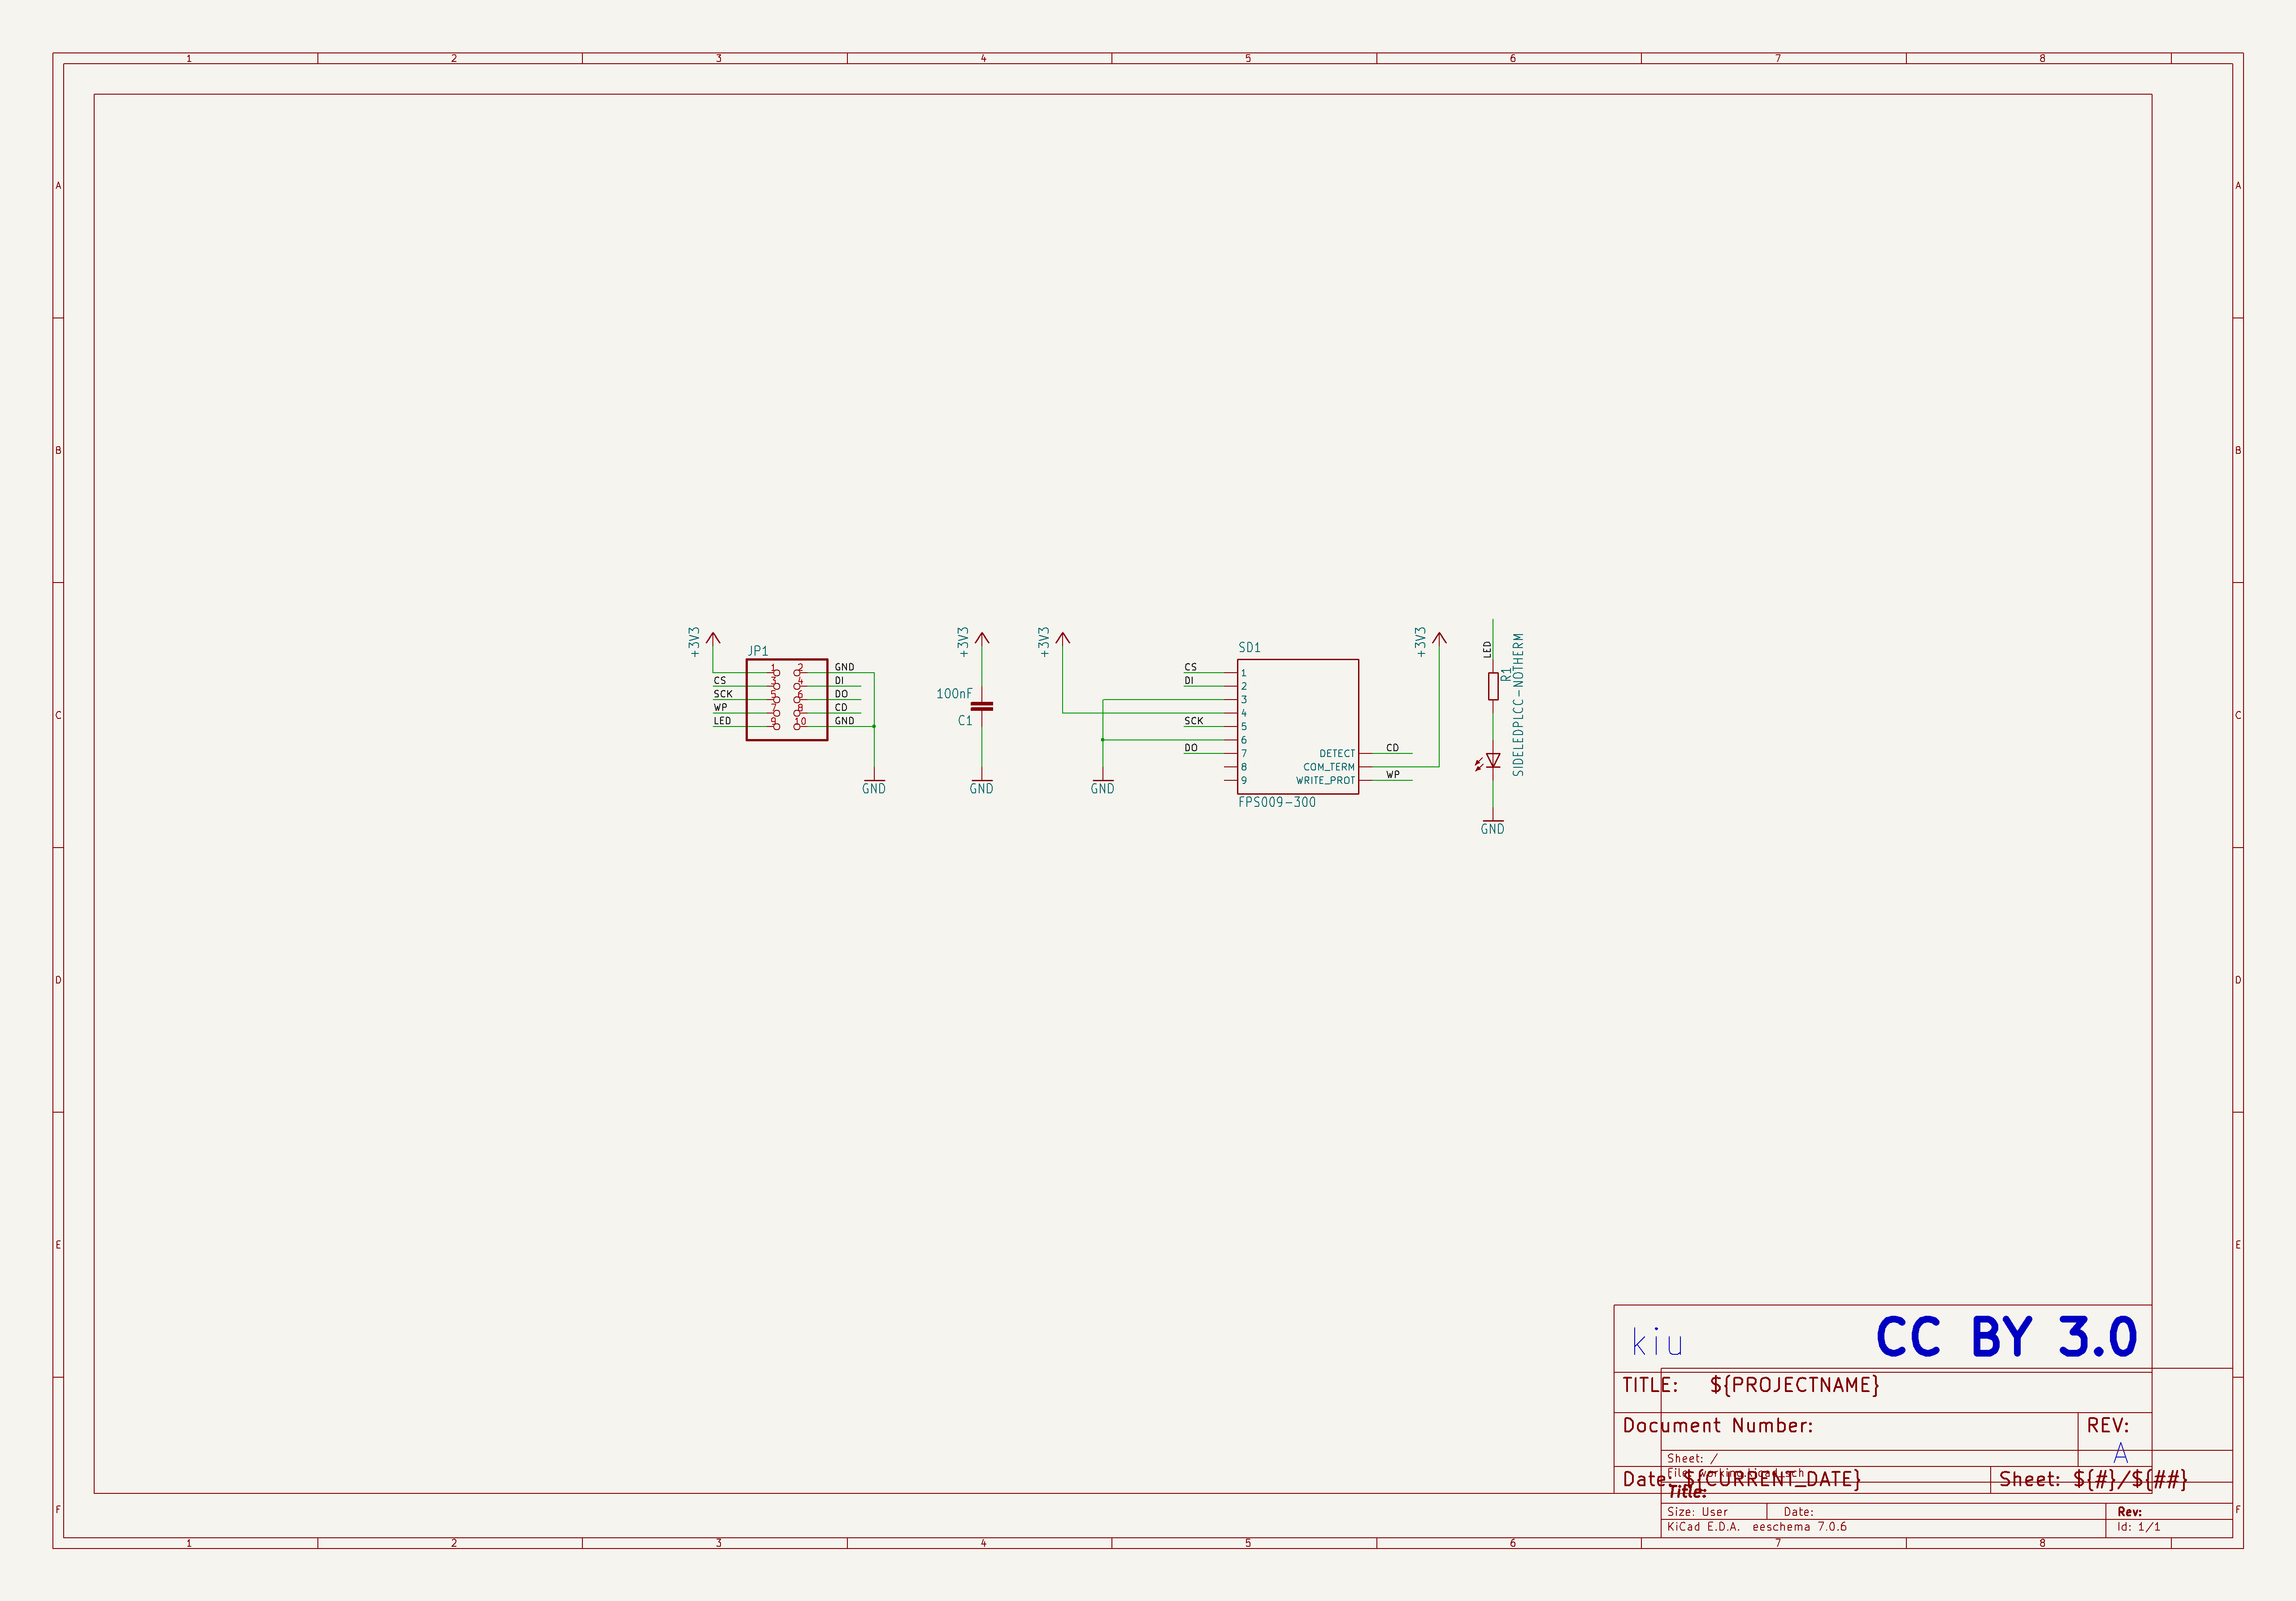 1 2 3 4 5 6 7 8
A A
B B
C C
D D
E E
F F
+3V3
JP1
1 2 GND
CS 3 4 DI
SCK 5 6 DO
WP 7 8 CD
LED 9 10 GND
GND
+3V3
100nF
C1
GND
+3V3
GND
SD1
CS 1
DI 2
3
4
SCK 5
6
DO 7 DETECT CD
8 COM_TERM
9 WRITE_PROT WP
FPS009-300
+3V3
LED
R1
SIDELEDPLCC-NOTHERM
GND
kiu CC BY 3.0
TITLE: ${PROJECTNAME}
Document Number: REV:
A
Sheet: /
File: working.kicad_sch
Date: ${CURRENT_DATE} Sheet: ${#}/${##}
Title:
Size: User Date: Rev:
KiCad E.D.A. eeschema 7.0.6 Id: 1/1
1 2 3 4 5 6 7 8